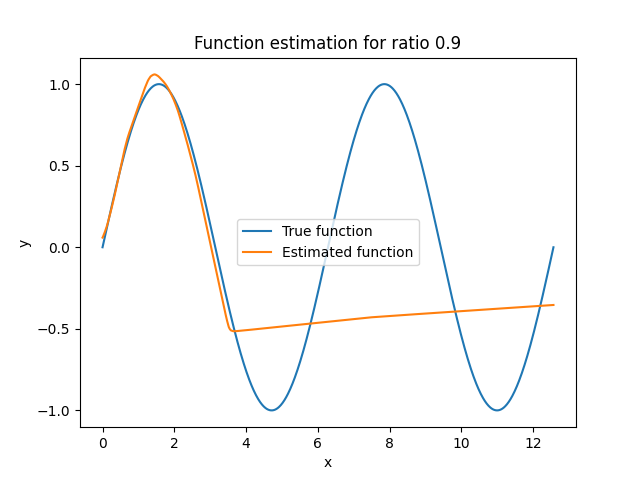 Function estimation for ratio 0.9
1.0
0.5
0.0
−0.5
−1.0
y
True function
Estimated function
0 2 4 6 8 10 12
x